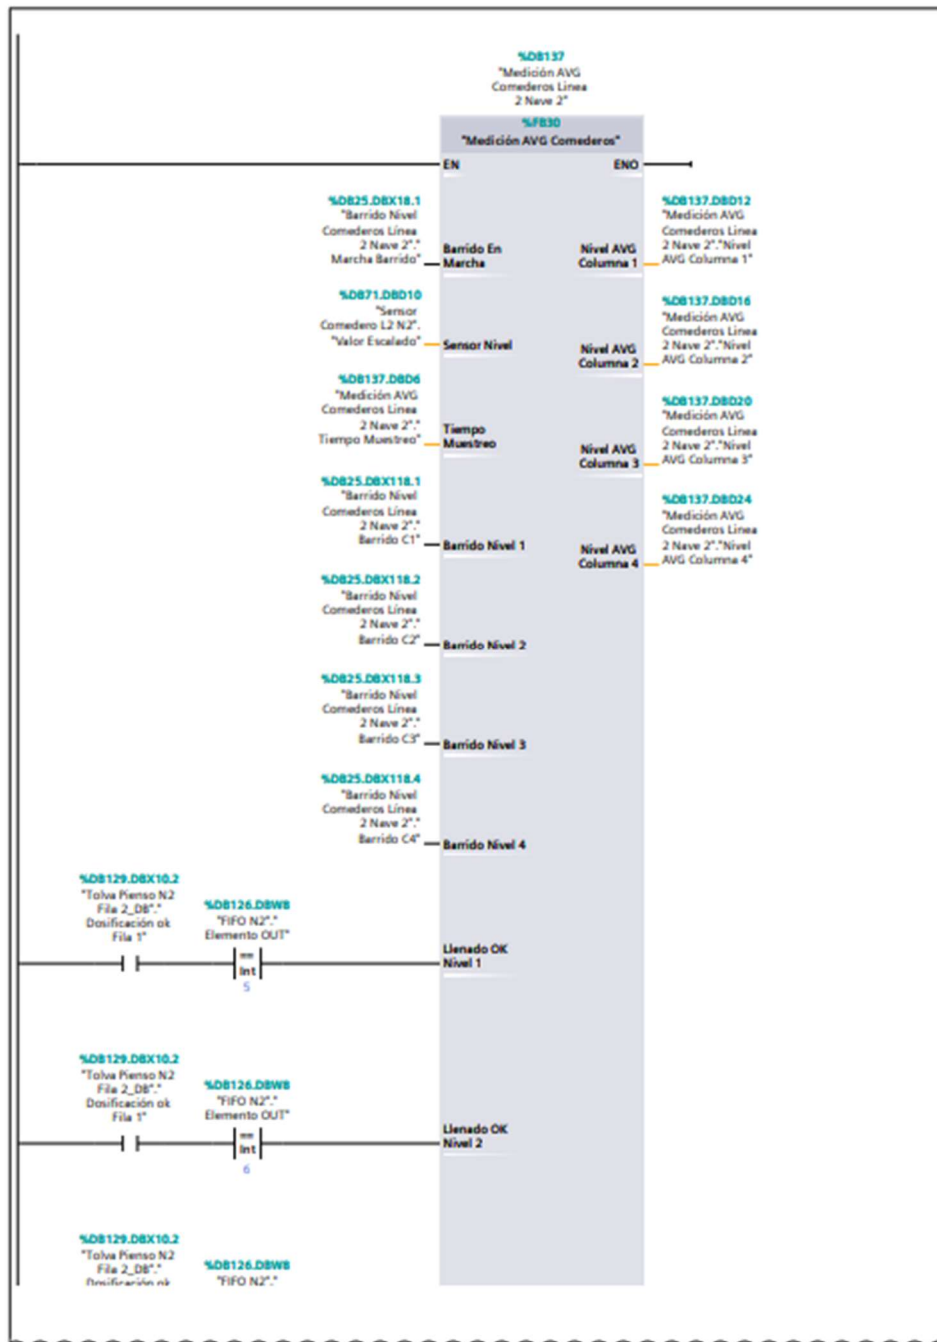 %DB137
"Medición AVG
Comederos Linea
2 Nave 2"
%FB30
"Medición AVG Comederos"
EN
ENO
%DB25.DBX18.1
"Barrido Nivel
Comederos Línea
2 Nave 2"."
Marcha Barrido"
Barrido En
Marcha
Nivel AVG
Columna 1
%DB137.DBD12
"Medición AVG
Comederos Linea
2 Nave 2"."Nivel
AVG Columna 1"
%DB71.DBD10
"Sensor
Comedero L2 N2".
"Valor Escalado"
Sensor Nivel
Nivel AVG
Columna 2
%DB137.DBD16
"Medición AVG
Comederos Linea
2 Nave 2"."Nivel
AVG Columna 2"
%DB137.DBD6
"Medición AVG
Comederos Linea
2 Nave 2"."
Tiempo Muestreo"
Tiempo
Muestreo
Nivel AVG
Columna 3
%DB137.DBD20
"Medición AVG
Comederos Linea
2 Nave 2"."Nivel
AVG Columna 3"
%DB25.DBX118.1
"Barrido Nivel
Comederos Línea
2 Nave 2"."
Barrido C1"
Barrido Nivel 1
Nivel AVG
Columna 4
%DB137.DBD24
"Medición AVG
Comederos Linea
2 Nave 2"."Nivel
AVG Columna 4"
%DB25.DBX118.2
"Barrido Nivel
Comederos Línea
2 Nave 2"."
Barrido C2"
Barrido Nivel 2
%DB25.DBX118.3
"Barrido Nivel
Comederos Línea
2 Nave 2"."
Barrido C3"
Barrido Nivel 3
%DB25.DBX118.4
"Barrido Nivel
Comederos Línea
2 Nave 2"."
Barrido C4"
Barrido Nivel 4
%DB129.DBX10.2
"Tolva Pienso N2
Fila 2_DB"."
Dosificación ok
Fila 1"
%DB126.DBW8
"FIFO N2"."
Elemento OUT"
==
Int
5
Llenado OK
Nivel 1
%DB129.DBX10.2
"Tolva Pienso N2
Fila 2_DB"."
Dosificación ok
Fila 1"
%DB126.DBW8
"FIFO N2"."
Elemento OUT"
==
Int
6
Llenado OK
Nivel 2
%DB129.DBX10.2
"Tolva Pienso N2
Fila 2_DB"."
Dosificación ok
%DB126.DBW8
"FIFO N2"."